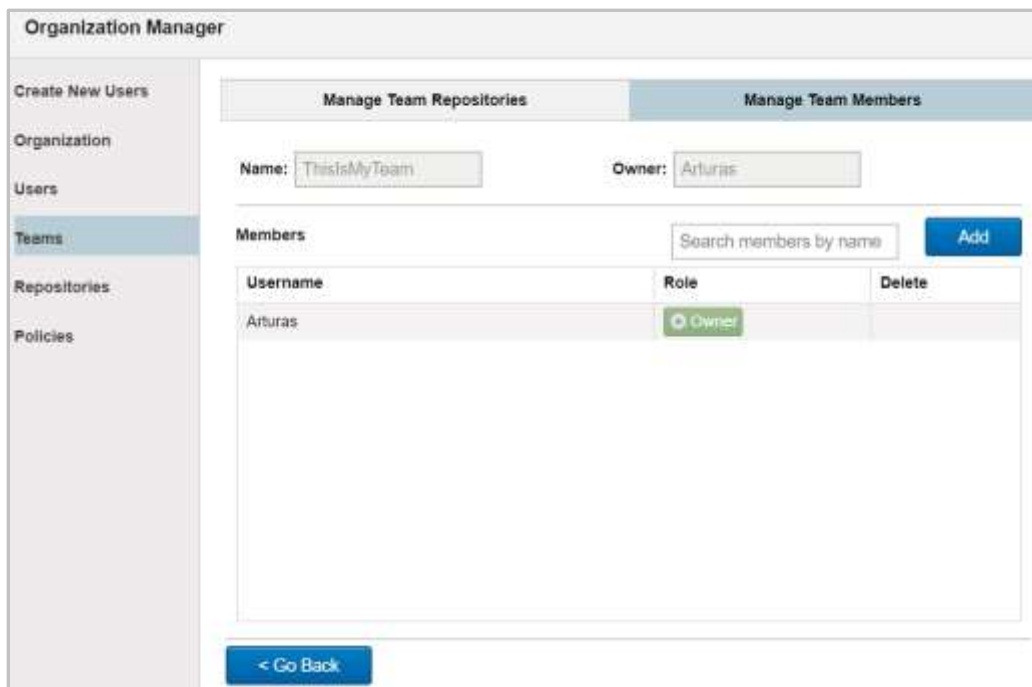 Organization Manager
Create New Users
Organization
Users
Teams
Repositories
Policies
Manage Team Repositories
Manage Team Members
Name: ThisIsMyTeam
Owner: Arturas
Members
Search members by name
Add
Username
Role
Delete
Arturas
Owner
< Go Back